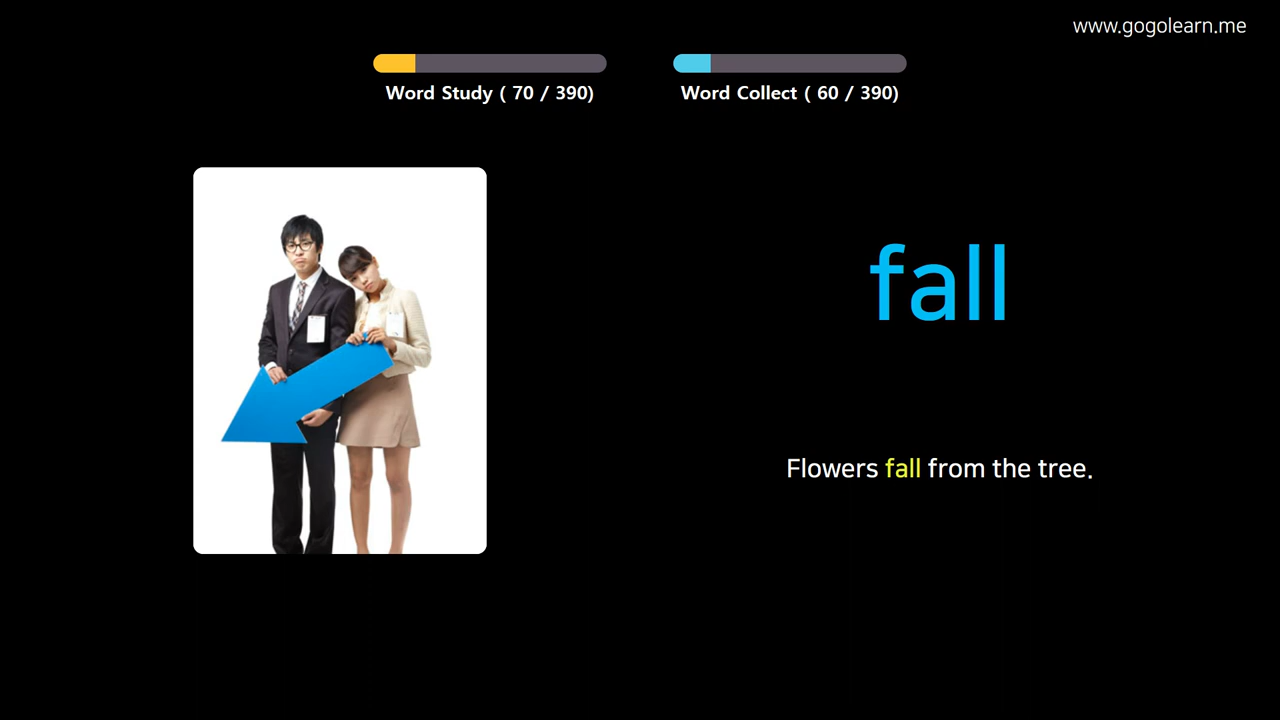 www.gogolearn.me
Word Study ( 70 / 390)
Word Collect ( 60 / 390)
fall
Flowers fall from the tree.